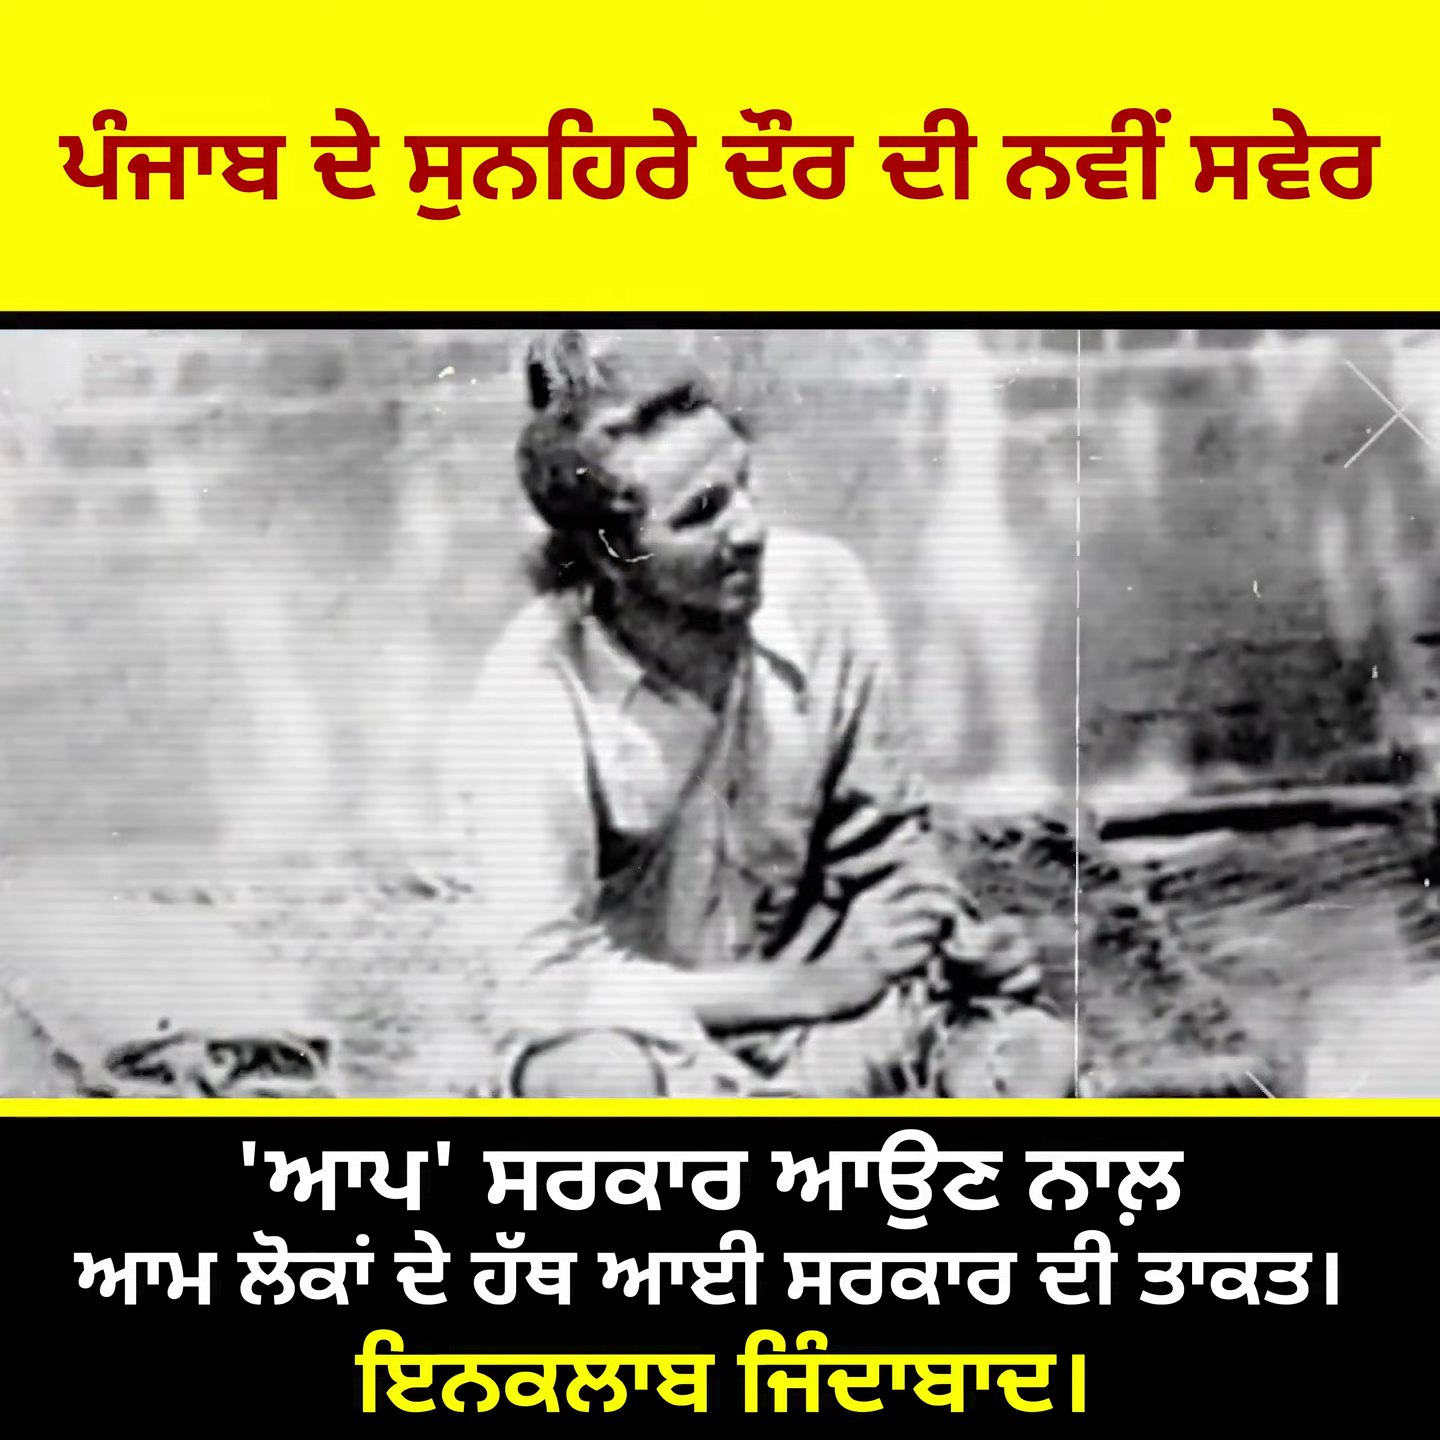 ਪੰਜਾਬ ਦੇ ਸੁਨਹਿਰੇ ਦੌਰ ਦੀ ਨਵੀਂ ਸਵੇਰ
'ਆਪ' ਸਰਕਾਰ ਆਉਣ ਨਾਲ਼
ਆਮ ਲੋਕਾਂ ਦੇ ਹੱਥ ਆਈ ਸਰਕਾਰ ਦੀ ਤਾਕਤ।
ਇਨਕਲਾਬ ਜਿੰਦਾਬਾਦ।